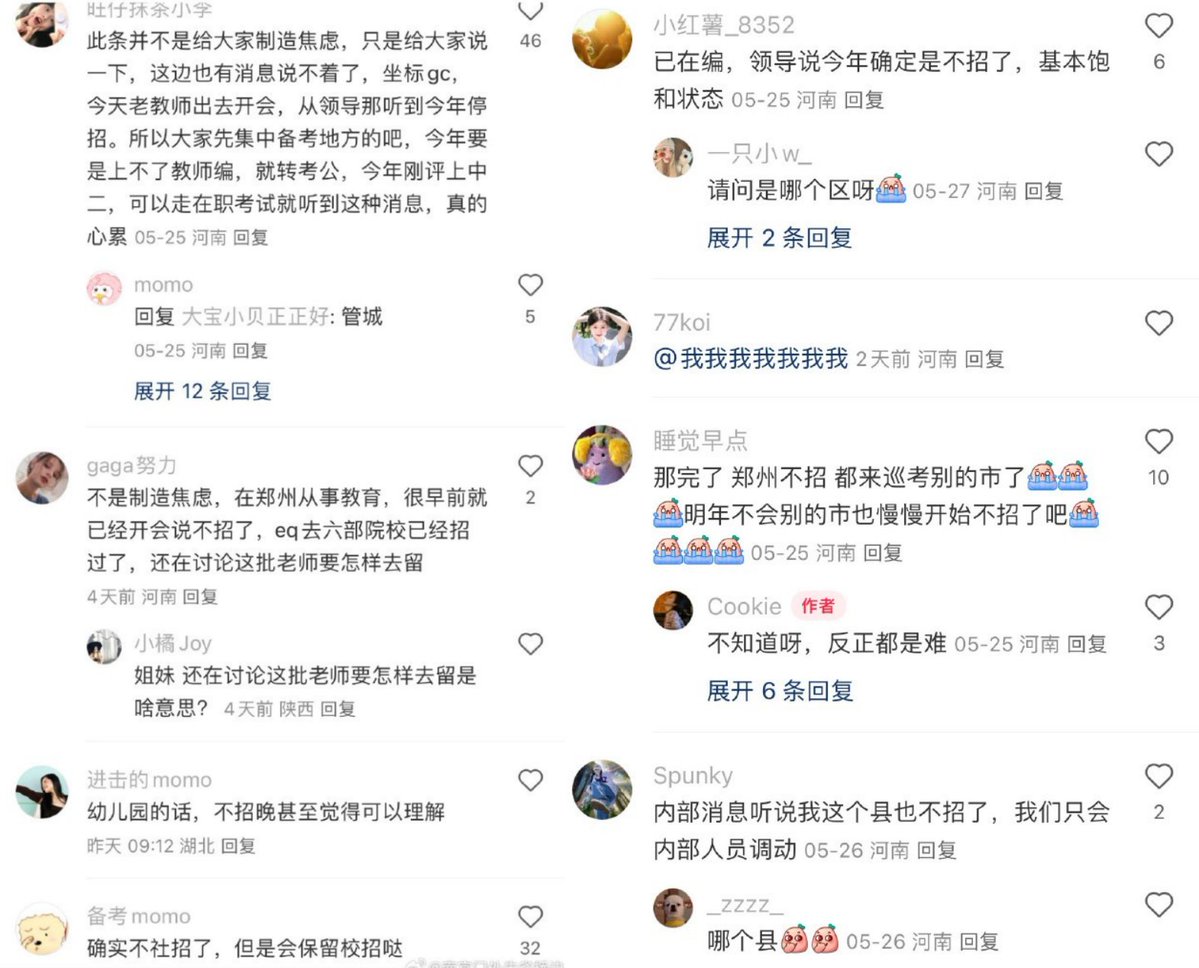 旺仔抹茶小李
46
此条并不是给大家制造焦虑，只是给大家说
一下，这边也有消息说不着了，坐标gc，
今天老教师出去开会，从领导那听到今年停
招。所以大家先集中备考地方的吧，今年要
是上不了教师编，就转考公，今年刚评上中
二，可以走在职考试就听到这种消息，真的
心累 05-25 河南 回复
momo
5
回复 大宝小贝正正好: 管城
05-25 河南 回复
展开 12 条回复
gaga努力
2
不是制造焦虑，在郑州从事教育，很早前就
已经开会说不招了，eq去六部院校已经招
过了，还在讨论这批老师要怎样去留
4天前 河南 回复
小橘Joy
姐妹 还在讨论这批老师要怎样去留是
啥意思？ 4天前 陕西 回复
进击的momo
幼儿园的话，不招晚甚至觉得可以理解
昨天 09:12 湖北 回复
备考momo
32
确实不社招了，但是会保留校招哒
小红薯_8352
6
已在编，领导说今年确定是不招了，基本饱
和状态 05-25 河南 回复
一只小w_
请问是哪个区呀 05-27 河南 回复
展开 2 条回复
77koi
@我我我我我我我 2天前 河南 回复
睡觉早点
10
那完了 郑州不招 都来巡考别的市了
明年不会别的市也慢慢开始不招了吧
05-25 河南 回复
Cookie 作者
3
不知道呀，反正都是难 05-25 河南 回复
展开 6 条回复
Spunky
2
内部消息听说我这个县也不招了，我们只会
内部人员调动 05-26 河南 回复
_zzzz_
哪个县 05-26 河南 回复